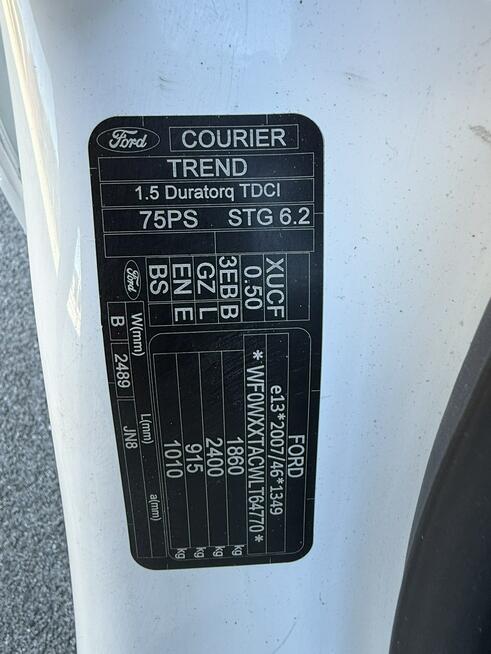 Ford COURIER
TREND
1.5 Duratorq TDCI
75PS STG 6.2
FORD
e13*2007/46*1349
*WF0WXXTACWLT64770*
1860 kg
2400 kg
915 kg
1010 kg
XUCF
0.50
3EB B
GZ L
EN E
BS
Ford
W(mm) L(mm) a(mm)
B 2489 JN8